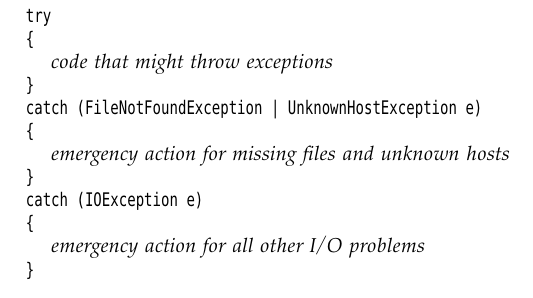 try
{
code that might throw exceptions
}
catch (FileNotFoundException | UnknownHostException e)
{
emergency action for missing files and unknown hosts
}
catch (IOException e)
{
emergency action for all other I/O problems
}